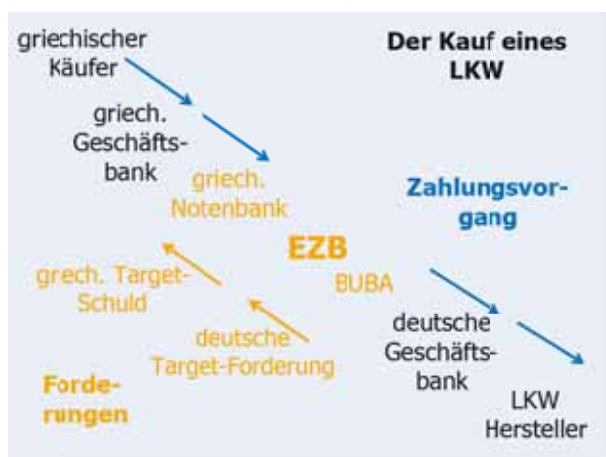 griechischer
Käufer
Der Kauf eines
LKW
griech.
Geschäfts-
bank
griech.
Notenbank
Zahlungsvor-
gang
EZB
BUBA
grech. Target-
Schuld
deutsche
Target-Forderung
deutsche
Geschäfts-
bank
Forde-
rungen
LKW
Hersteller